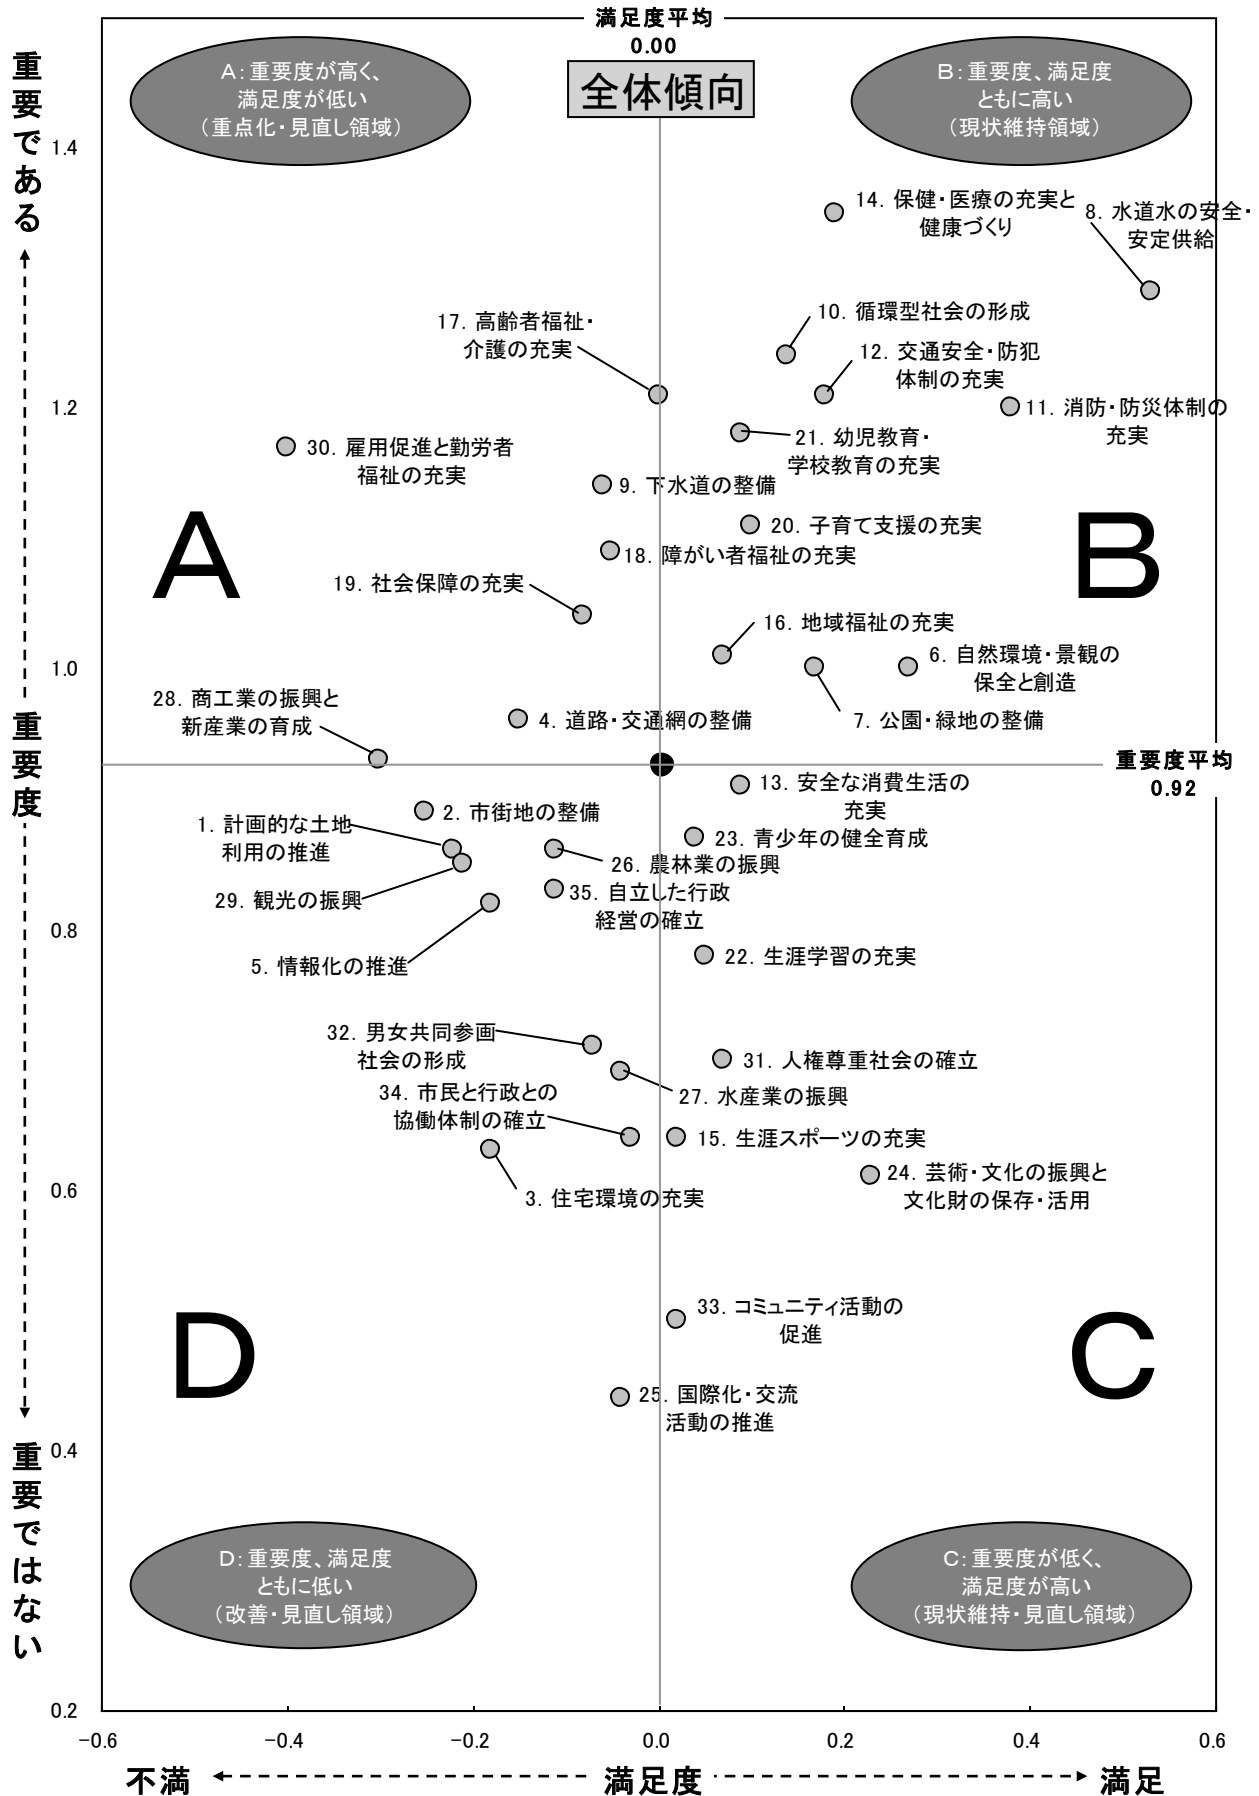 満足度平均
0.00
全体傾向
A：重要度が高く、
満足度が低い
（重点化・見直し領域）
B：重要度、満足度
ともに高い
（現状維持領域）
重要である
重要度
重要ではない
1.4
1.2
1.0
0.8
0.6
0.4
0.2
14. 保健・医療の充実と
健康づくり
8. 水道水の安全・
安定供給
10. 循環型社会の形成
17. 高齢者福祉・
介護の充実
12. 交通安全・防犯
体制の充実
11. 消防・防災体制の
充実
21. 幼児教育・
学校教育の充実
30. 雇用促進と勤労者
福祉の充実
9. 下水道の整備
20. 子育て支援の充実
18. 障がい者福祉の充実
19. 社会保障の充実
A
B
16. 地域福祉の充実
6. 自然環境・景観の
保全と創造
28. 商工業の振興と
新産業の育成
4. 道路・交通網の整備
7. 公園・緑地の整備
重要度平均
0.92
13. 安全な消費生活の
充実
2. 市街地の整備
1. 計画的な土地
利用の推進
23. 青少年の健全育成
26. 農林業の振興
29. 観光の振興
35. 自立した行政
経営の確立
22. 生涯学習の充実
5. 情報化の推進
32. 男女共同参画
社会の形成
31. 人権尊重社会の確立
27. 水産業の振興
34. 市民と行政との
協働体制の確立
15. 生涯スポーツの充実
24. 芸術・文化の振興と
文化財の保存・活用
3. 住宅環境の充実
33. コミュニティ活動の
促進
D
C
25. 国際化・交流
活動の推進
D：重要度、満足度
ともに低い
（改善・見直し領域）
C：重要度が低く、
満足度が高い
（現状維持・見直し領域）
-0.6 -0.4 -0.2 0.0 0.2 0.4 0.6
不満 満足度 満足